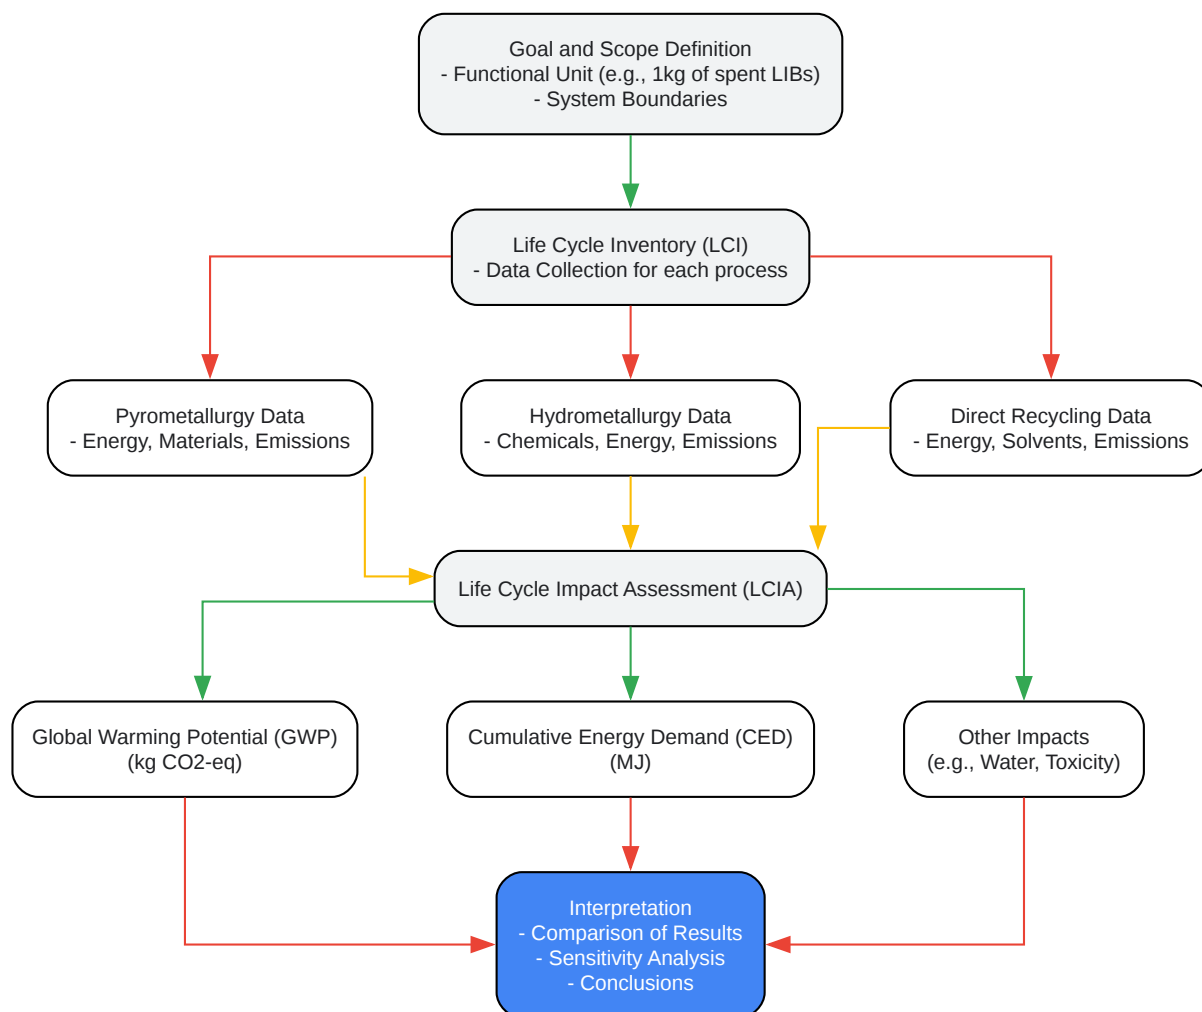 Goal and Scope Definition
- Functional Unit (e.g., 1kg of spent LIBs)
- System Boundaries
Life Cycle Inventory (LCI)
- Data Collection for each process
Pyrometallurgy Data
- Energy, Materials, Emissions
Hydrometallurgy Data
- Chemicals, Energy, Emissions
Direct Recycling Data
- Energy, Solvents, Emissions
Life Cycle Impact Assessment (LCIA)
Global Warming Potential (GWP)
(kg CO2-eq)
Cumulative Energy Demand (CED)
(MJ)
Other Impacts
(e.g., Water, Toxicity)
Interpretation
- Comparison of Results
- Sensitivity Analysis
- Conclusions